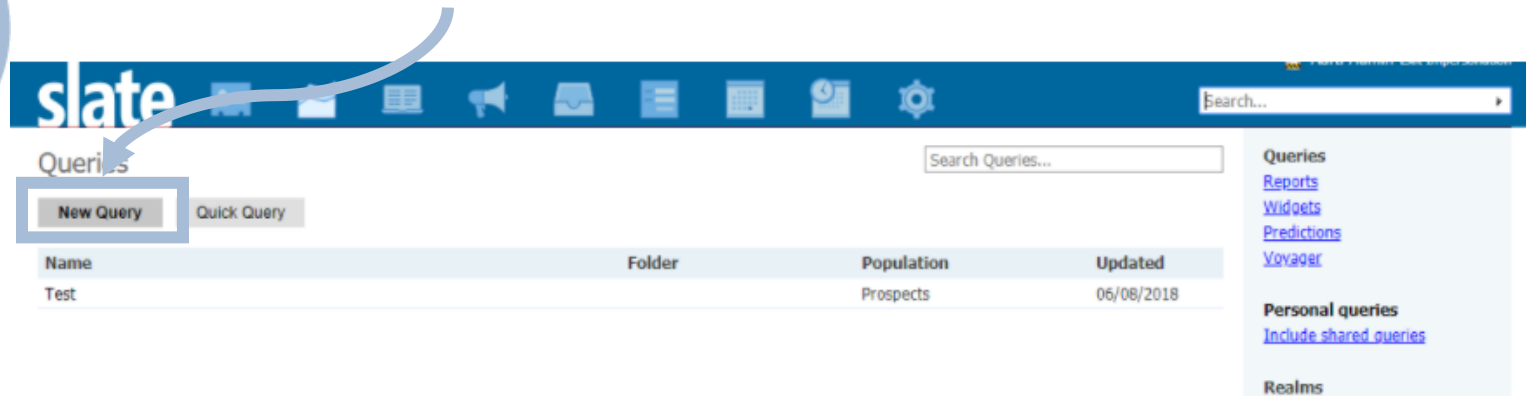 slate
Search...
Queries
Search Queries...
New Query Quick Query
Name Folder Population Updated
Test Prospects 06/08/2018
Queries
Reports
Widgets
Predictions
Voyager
Personal queries
Include shared queries
Realms